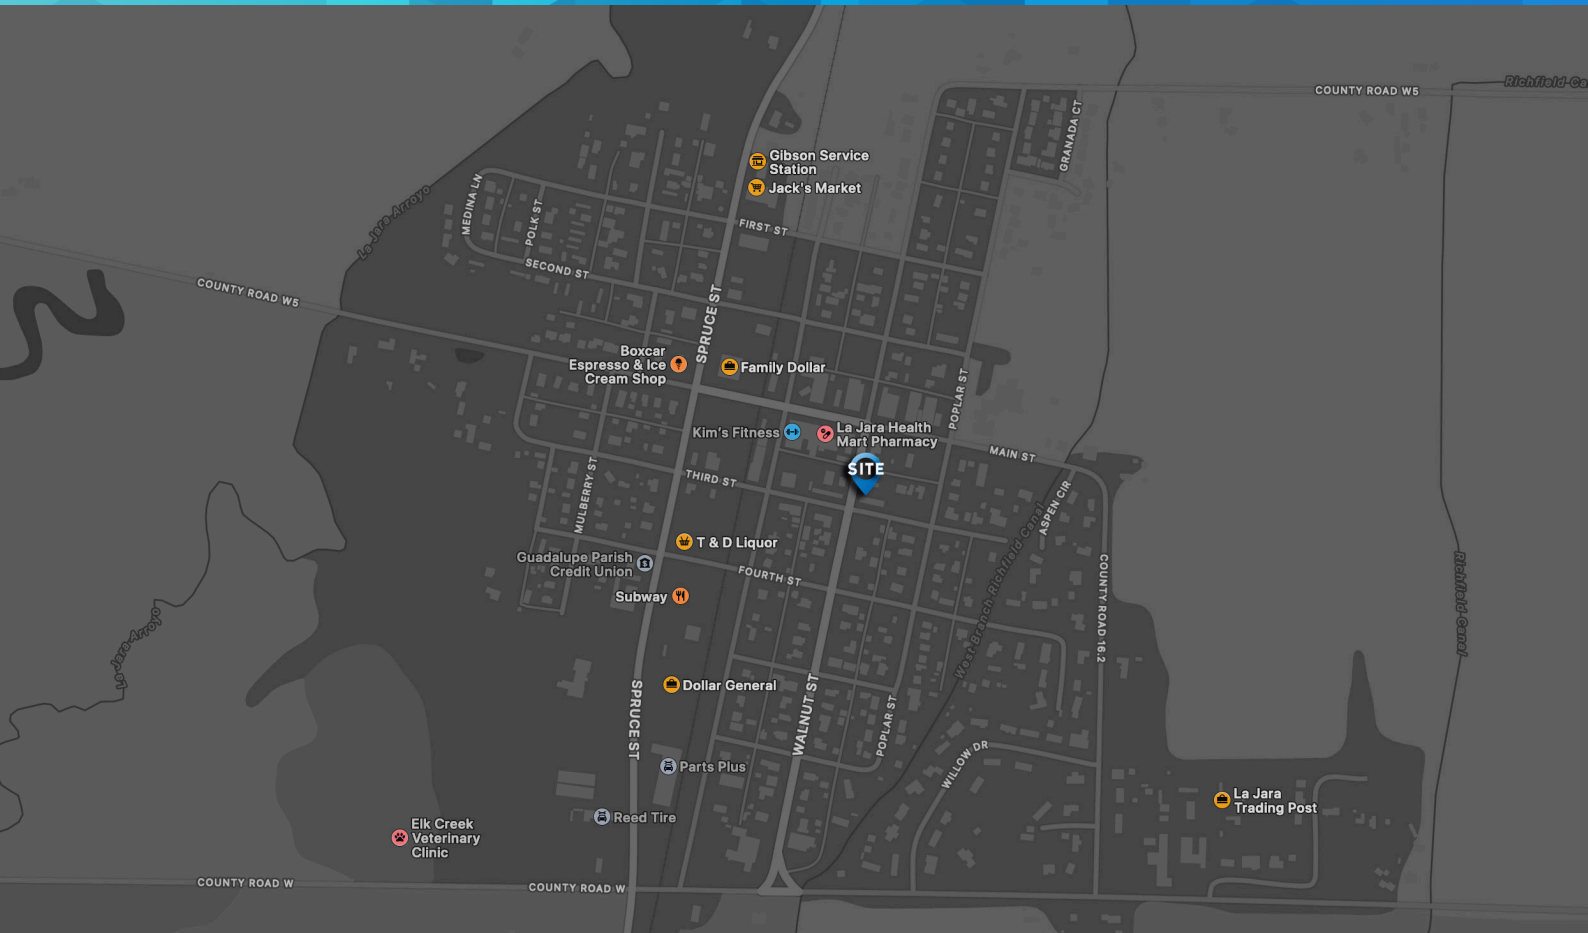 COUNTY ROAD W5
Richfield-Ca
GRANADA CT
Gibson Service
Station
Jack's Market
MEDINA LN
POLK ST
La-Jara-Arroyo
FIRST ST
SECOND ST
COUNTY ROAD W5
SPRUCE ST
Boxcar
Espresso & Ice
Cream Shop
Family Dollar
POPLAR ST
Kim's Fitness
La Jara Health
Mart Pharmacy
MAIN ST
SITE
THIRD ST
MULBERRY ST
ASPEN CIR
T & D Liquor
Guadalupe Parish
Credit Union
FOURTH ST
Subway
West-Branch-Richfield-Canal
COUNTY ROAD 16.2
Richfield-Canal
La-Jara-Arroyo
SPRUCE ST
Dollar General
WALNUT ST
POPLAR ST
WILLOW DR
Parts Plus
La Jara
Trading Post
Reed Tire
Elk Creek
Veterinary
Clinic
COUNTY ROAD W
COUNTY ROAD W